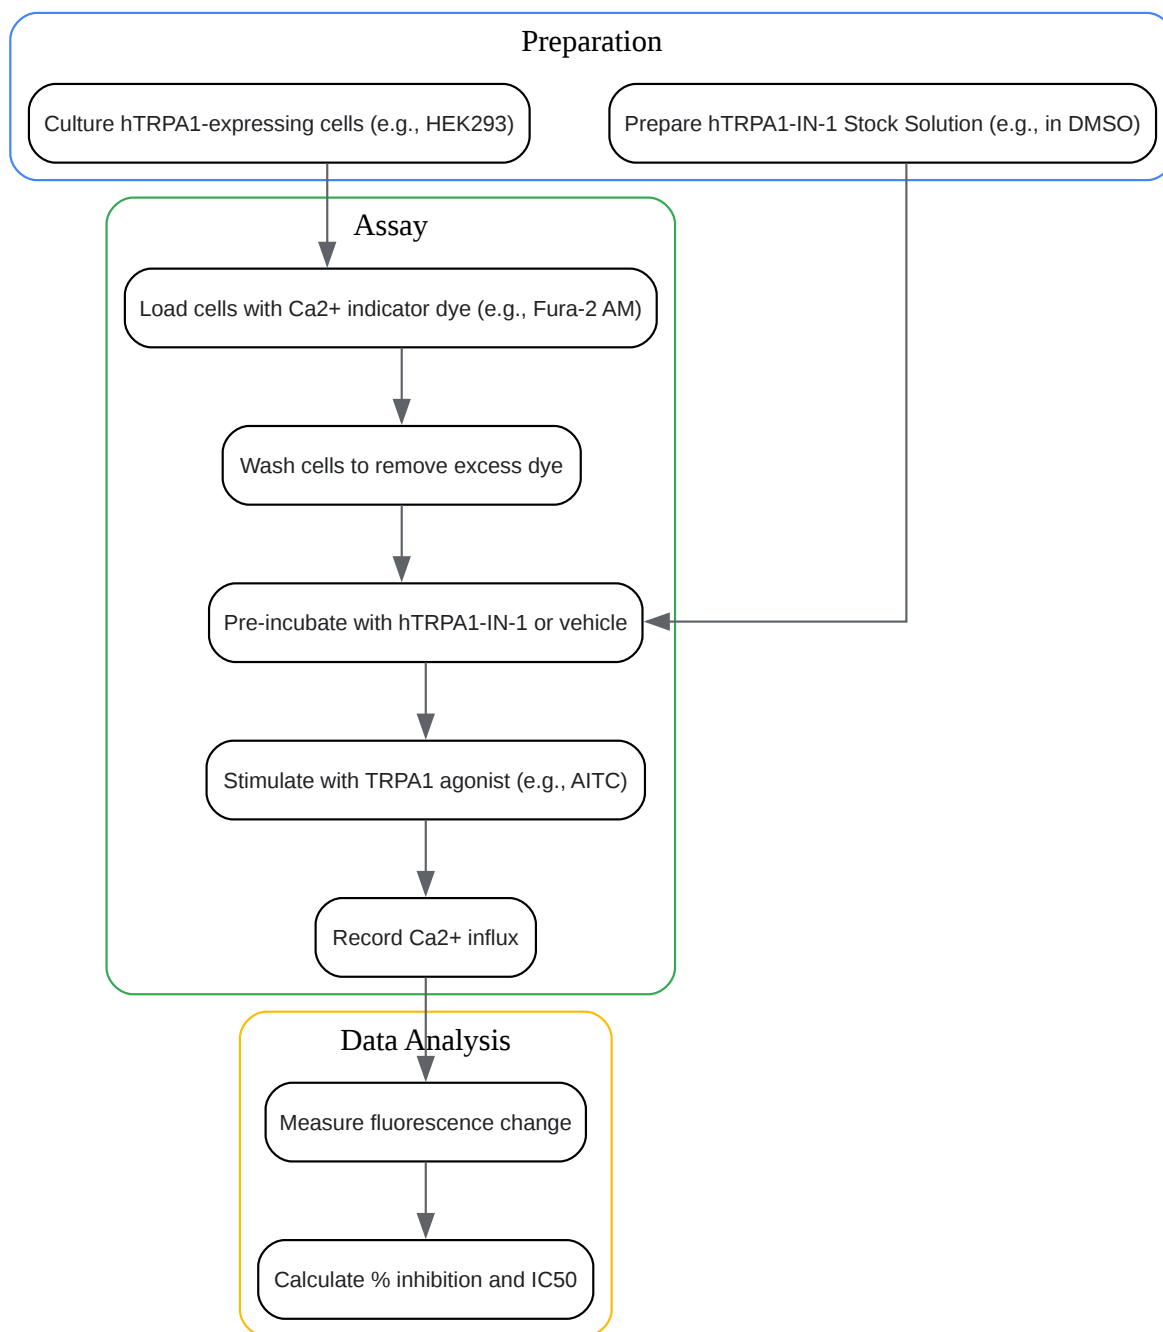 Preparation
Culture hTRPA1-expressing cells (e.g., HEK293)
Prepare hTRPA1-IN-1 Stock Solution (e.g., in DMSO)
Assay
Load cells with Ca2+ indicator dye (e.g., Fura-2 AM)
Wash cells to remove excess dye
Pre-incubate with hTRPA1-IN-1 or vehicle
Stimulate with TRPA1 agonist (e.g., AITC)
Record Ca2+ influx
Data Analysis
Measure fluorescence change
Calculate % inhibition and IC50